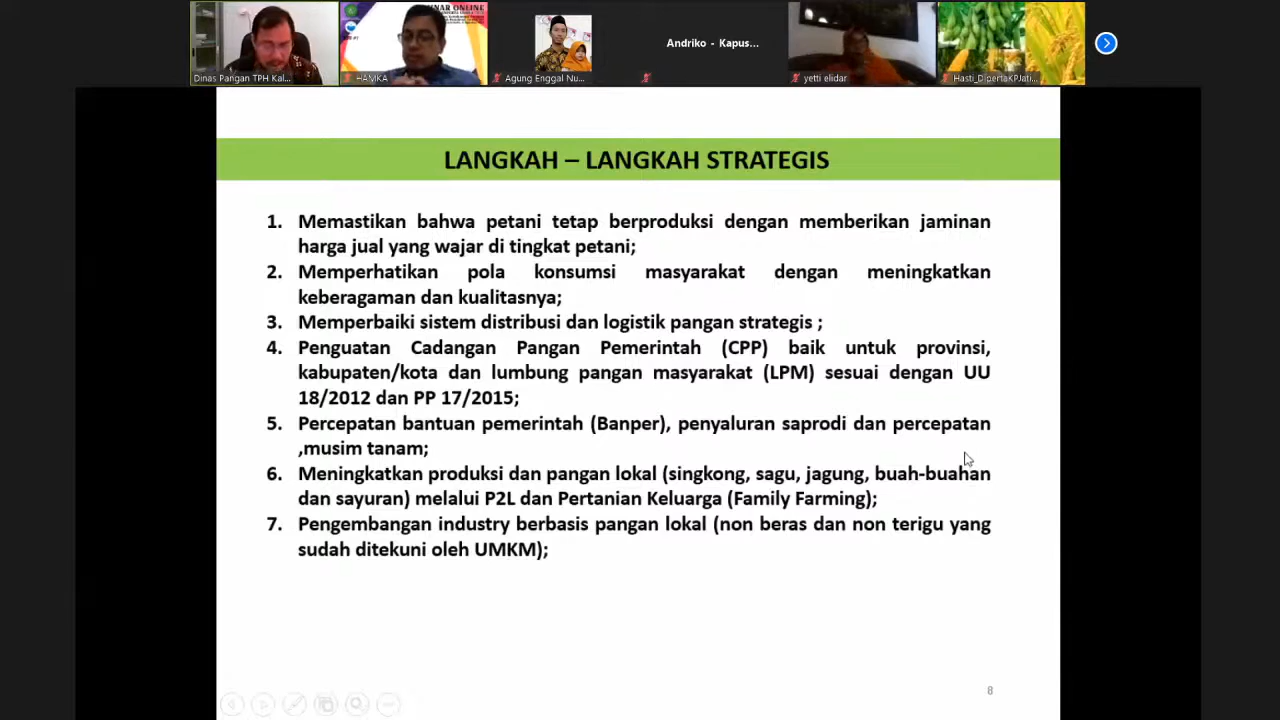 INAR ONLINE
Andriko - Kapus...
Dinas Pangan TPH Kal...
HAMKA
Agung Enggal Nu...
yetti elidar
Hasti_DipertaKPJati...
LANGKAH – LANGKAH STRATEGIS
1. Memastikan bahwa petani tetap berproduksi dengan memberikan jaminan
harga jual yang wajar di tingkat petani;
2. Memperhatikan pola konsumsi masyarakat dengan meningkatkan
keberagaman dan kualitasnya;
3. Memperbaiki sistem distribusi dan logistik pangan strategis ;
4. Penguatan Cadangan Pangan Pemerintah (CPP) baik untuk provinsi,
kabupaten/kota dan lumbung pangan masyarakat (LPM) sesuai dengan UU
18/2012 dan PP 17/2015;
5. Percepatan bantuan pemerintah (Banper), penyaluran saprodi dan percepatan
,musim tanam;
6. Meningkatkan produksi dan pangan lokal (singkong, sagu, jagung, buah-buahan
dan sayuran) melalui P2L dan Pertanian Keluarga (Family Farming);
7. Pengembangan industry berbasis pangan lokal (non beras dan non terigu yang
sudah ditekuni oleh UMKM);
8